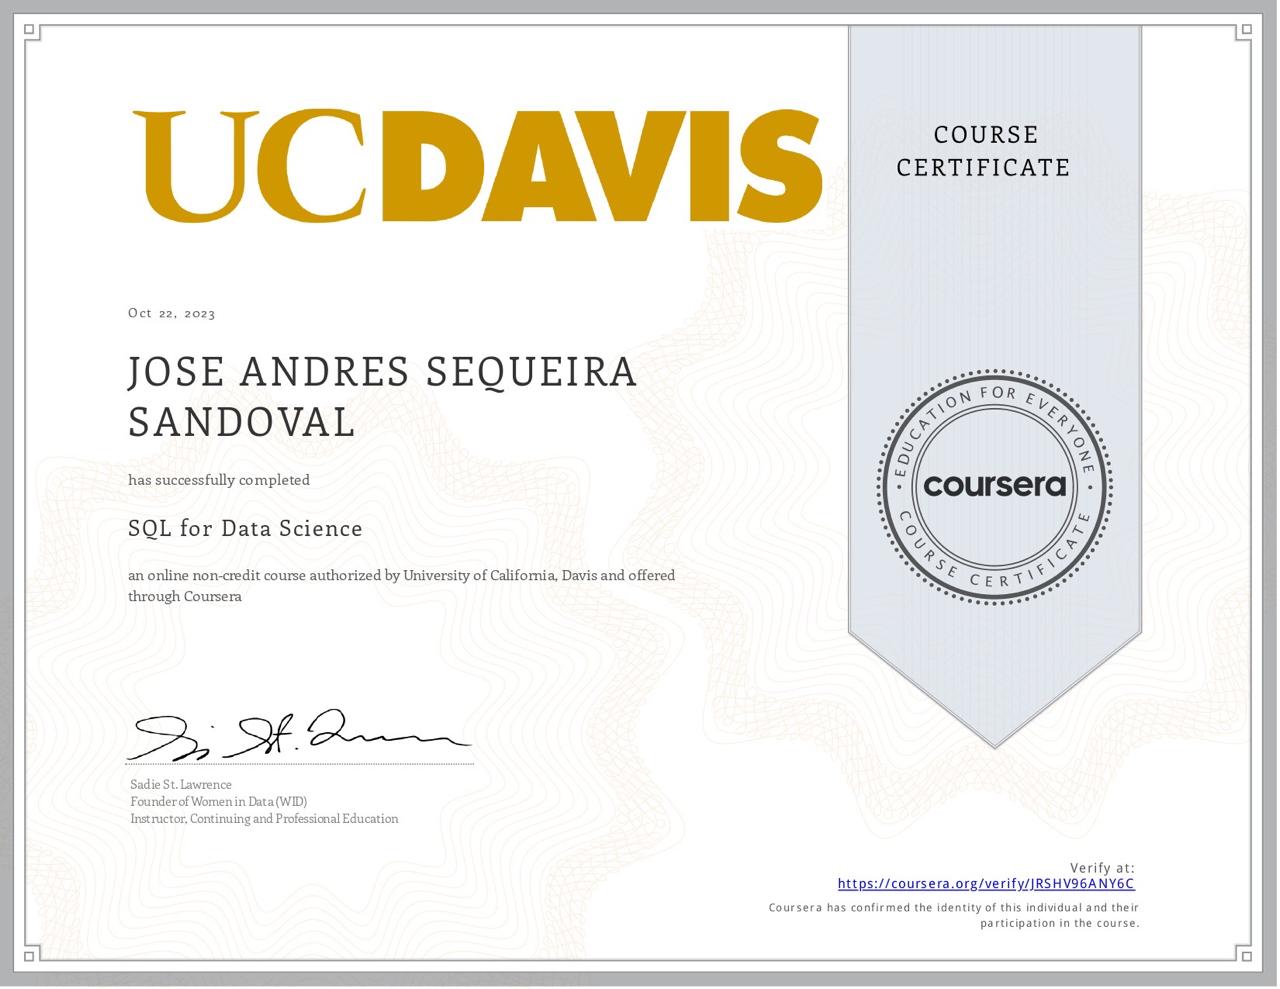 UCDAVIS
COURSE
CERTIFICATE
Oct 22, 2023
JOSE ANDRES SEQUEIRA
SANDOVAL
has successfully completed
SQL for Data Science
an online non-credit course authorized by University of California, Davis and offered
through Coursera
EDUCATION FOR EVERYONE
coursera
COURSE CERTIFICATE
Sadie St. Lawrence
Founder of Women in Data (WID)
Instructor, Continuing and Professional Education
Verify at:
https://coursera.org/verify/JRSHV96ANY6C
Coursera has confirmed the identity of this individual and their
participation in the course.